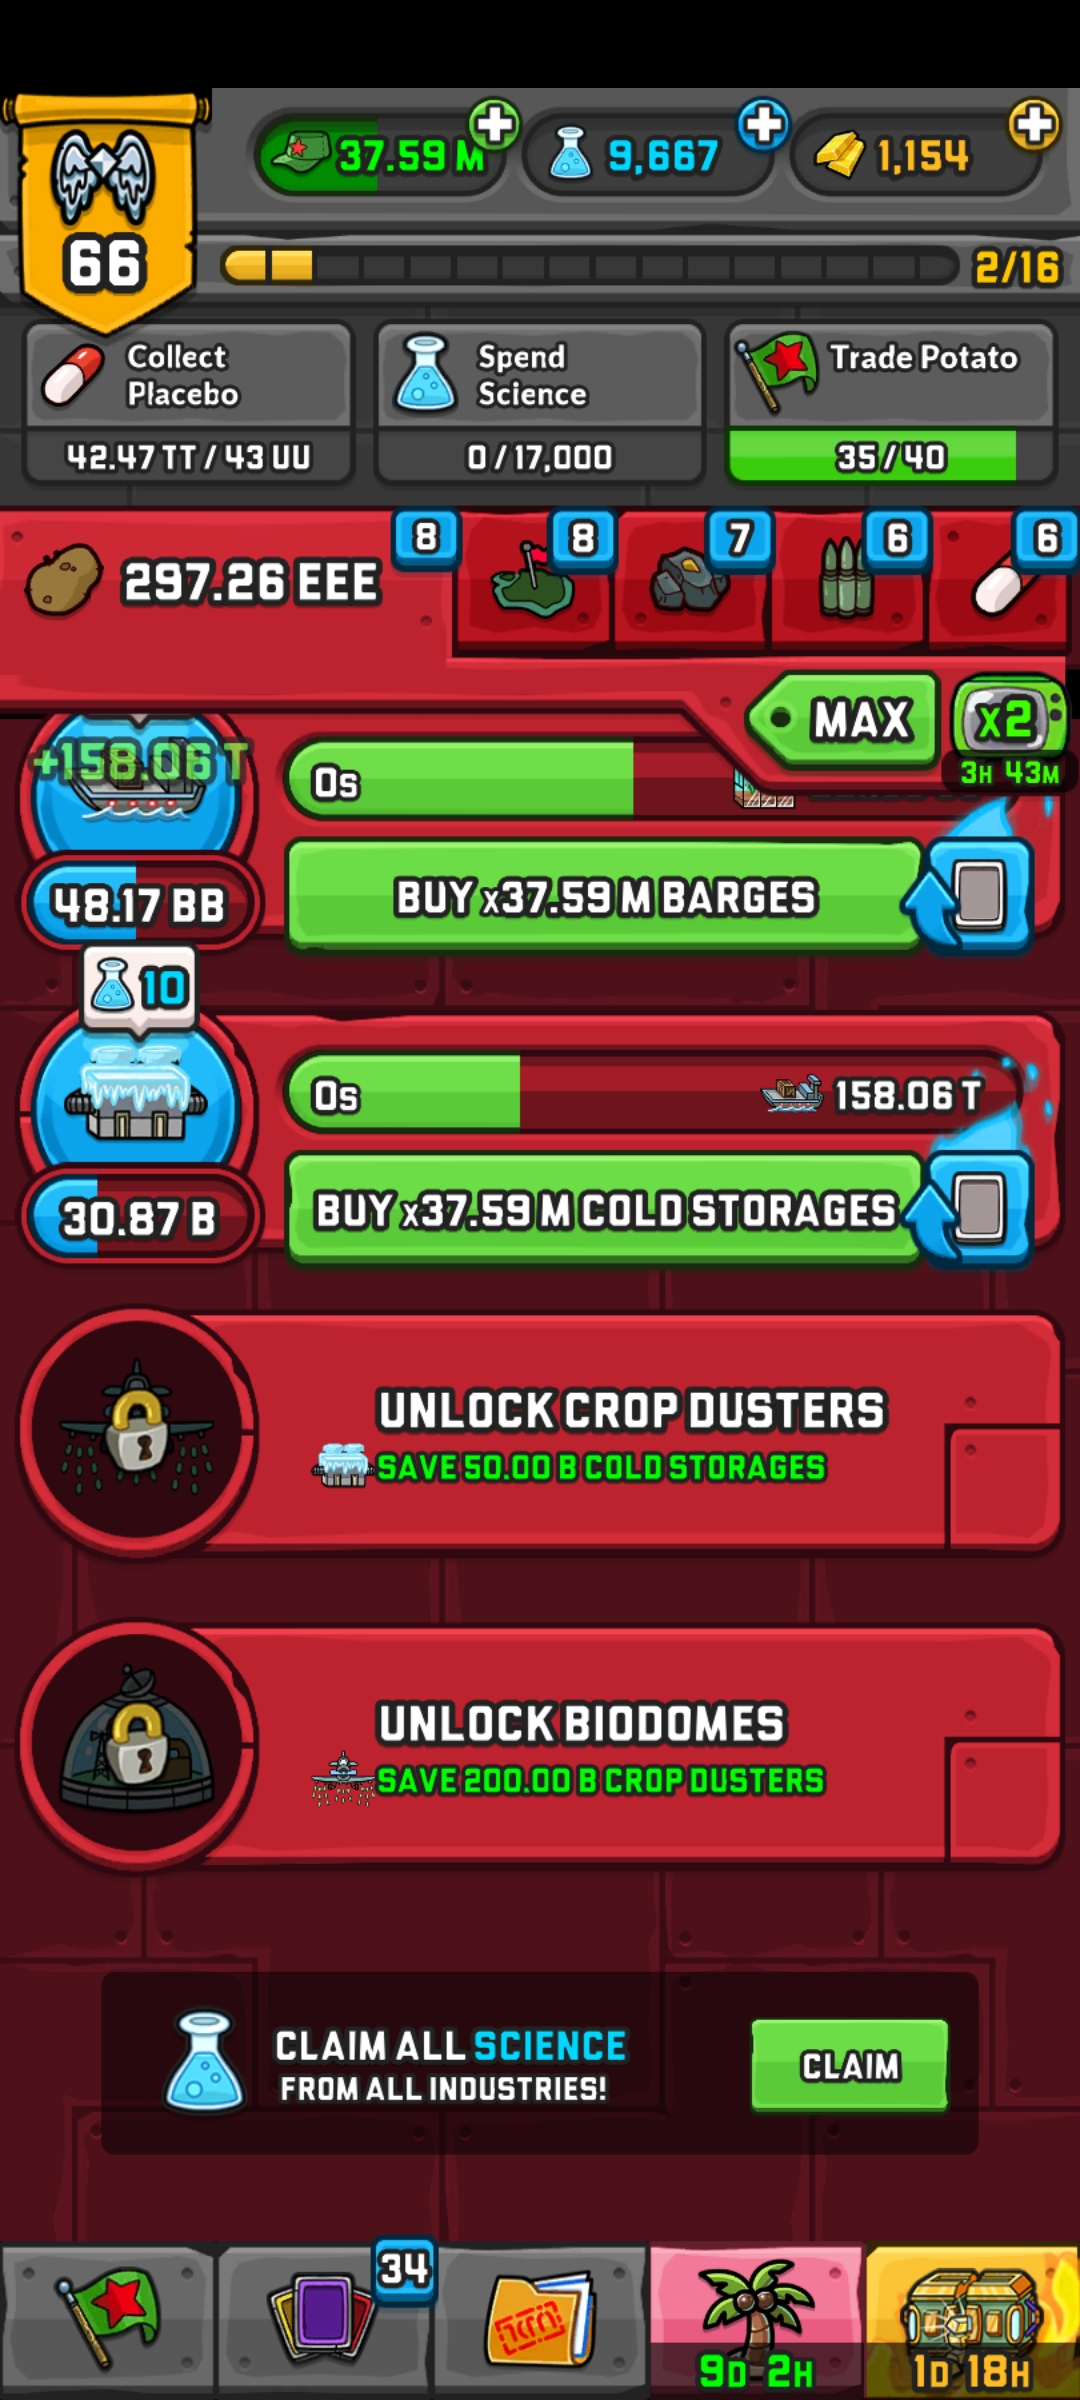 37.59 M
9,667
1,154
66
2/16
Collect
Placebo
42.47 TT / 43 UU
Spend
Science
0 / 17,000
Trade Potato
35 / 40
297.26 EEE
8
8
7
6
6
MAX
x2
3H 43M
+158.06 T
0s
48.17 BB
BUY x37.59 M BARGES
10
0s
158.06 T
30.87 B
BUY x37.59 M COLD STORAGES
UNLOCK CROP DUSTERS
SAVE 50.00 B COLD STORAGES
UNLOCK BIODOMES
SAVE 200.00 B CROP DUSTERS
CLAIM ALL SCIENCE
FROM ALL INDUSTRIES!
CLAIM
34
9D 2H
1D 18H